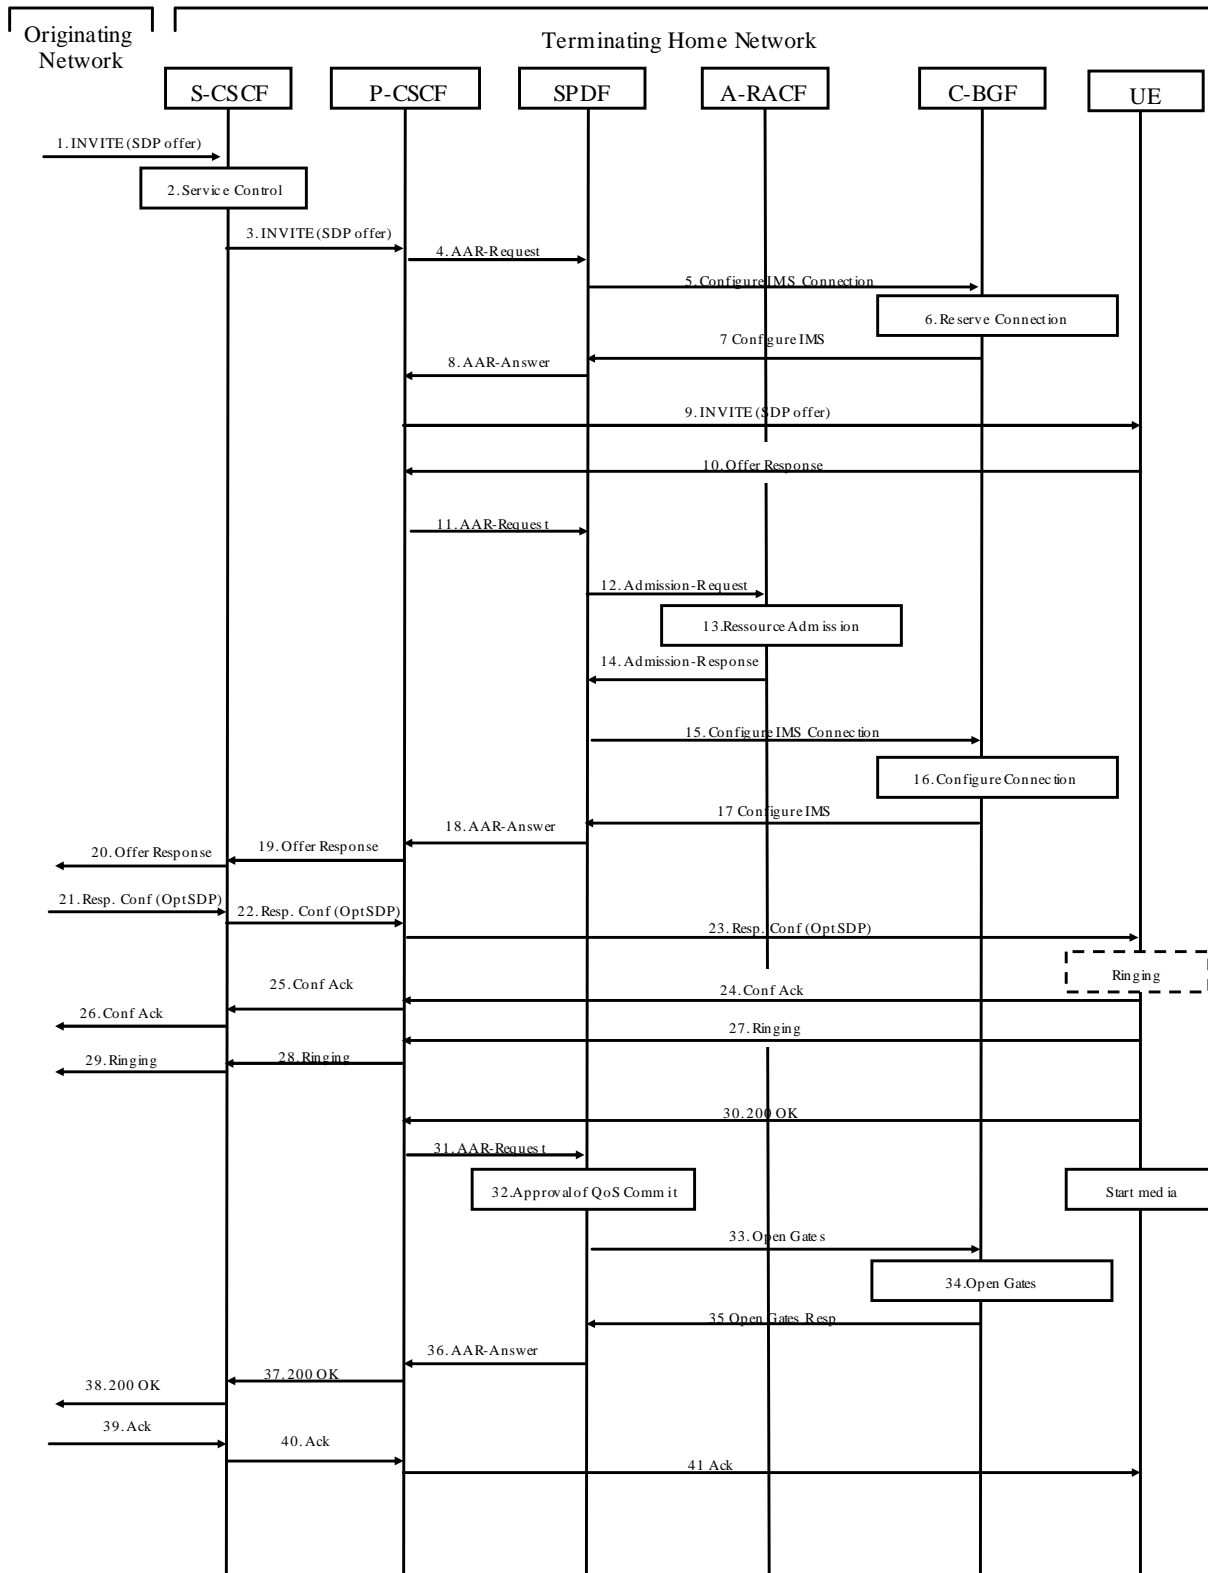 Originating
Network
Terminating Home Network
S-CSCF
P-CSCF
SPDF
A-RACF
C-BGF
UE
1. INVITE (SDP offer)
2. Service Control
3. INVITE (SDP offer)
4. AAR-Request
5. Configure IMS Connection
6. Reserve Connection
7 Configure IMS
8. AAR-Answer
9. INVITE (SDP offer)
10. Offer Response
11. AAR-Request
12. Admission-Request
13.Ressource Admission
14. Admission-Response
15. Configure IMS Connection
16. Configure Connection
17 Configure IMS
18. AAR-Answer
19. Offer Response
20. Offer Response
21. Resp. Conf (Opt SDP)
22. Resp. Conf (Opt SDP)
23. Resp. Conf (Opt SDP)
Ringing
24. Conf Ack
25. Conf Ack
26. Conf Ack
27. Ringing
28. Ringing
29. Ringing
30. 200 OK
31. AAR-Request
32.Approval of QoS Commit
Start media
33. Open Gates
34.Open Gates
35 Open Gates Resp
36. AAR-Answer
37. 200 OK
38. 200 OK
39. Ack
40. Ack
41 Ack